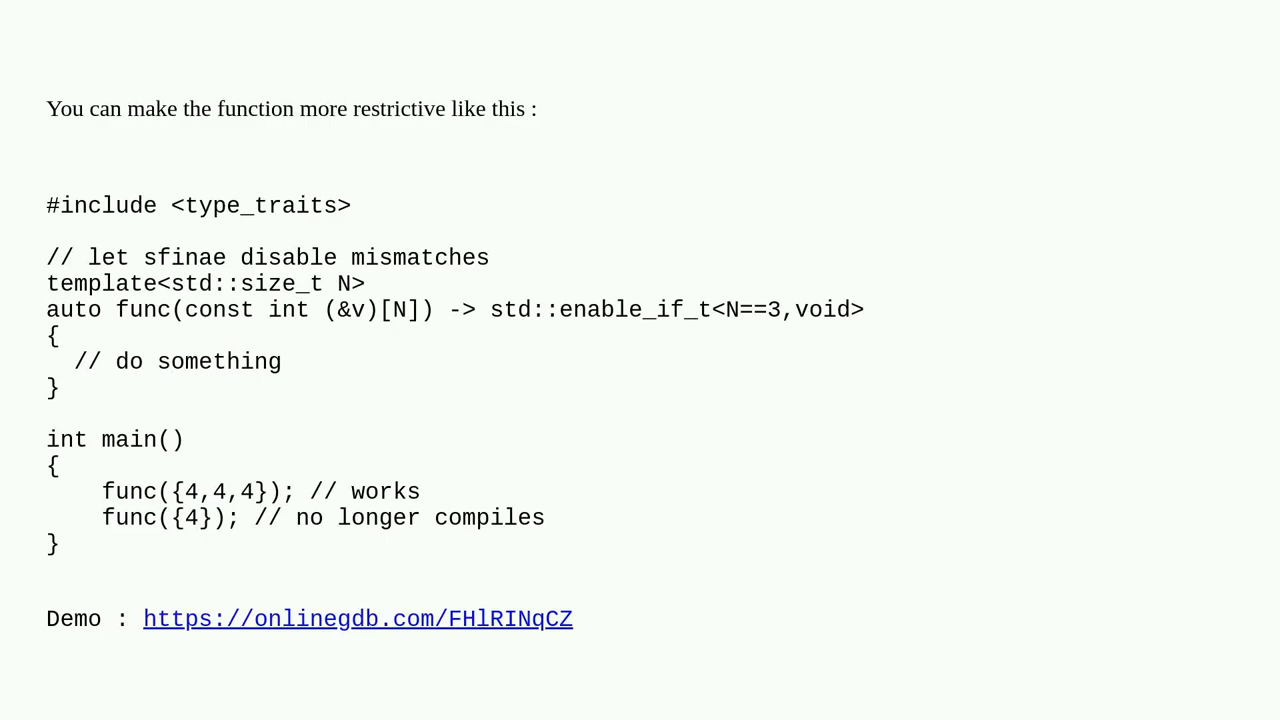 You can make the function more restrictive like this :
#include <type_traits>
// let sfinae disable mismatches
template<std::size_t N>
auto func(const int (&v)[N]) -> std::enable_if_t<N==3,void>
{
  // do something
}
int main()
{
    func({4,4,4}); // works
    func({4}); // no longer compiles
}
Demo : https://onlinegdb.com/FHlRINqCZ